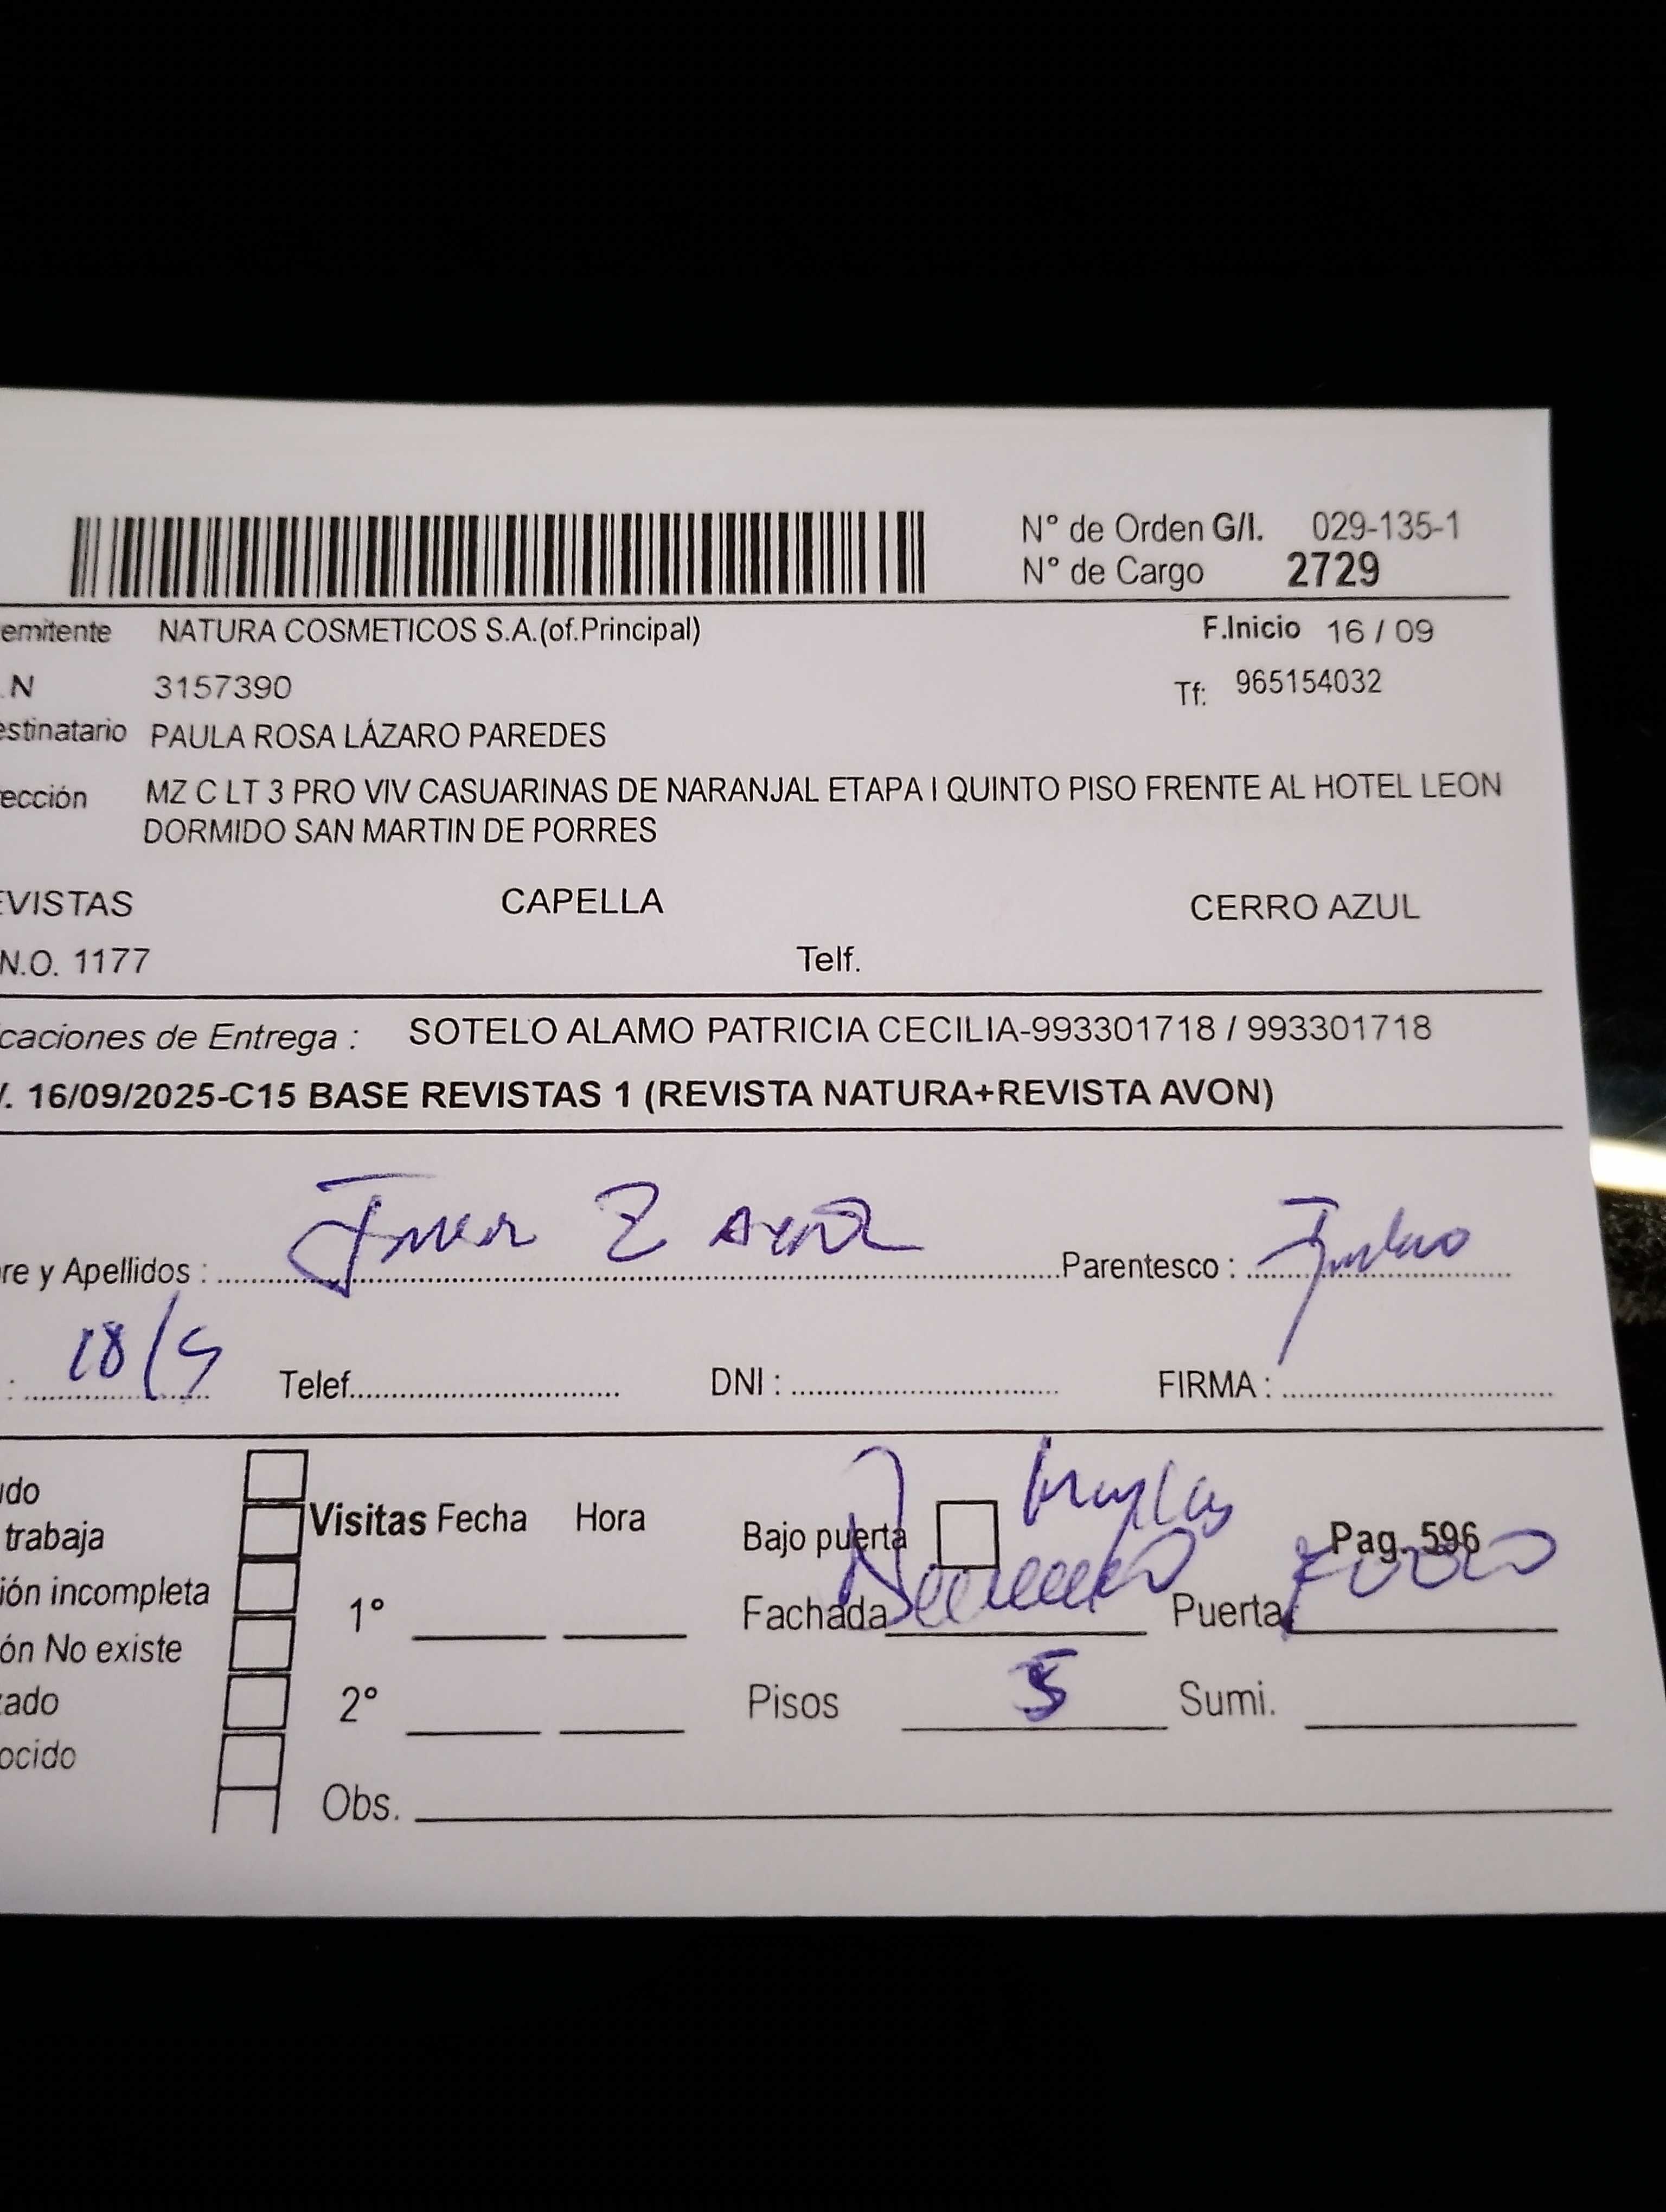 Nº de Orden G/I. 029-135-1
Nº de Cargo 2729
emitente NATURA COSMETICOS S.A.(of.Principal) F.Inicio 16 / 09
.N 3157390 Tf: 965154032
estinatario PAULA ROSA LÁZARO PAREDES
rección MZ C LT 3 PRO VIV CASUARINAS DE NARANJAL ETAPA I QUINTO PISO FRENTE AL HOTEL LEON
DORMIDO SAN MARTIN DE PORRES
EVISTAS CAPELLA CERRO AZUL
N.O. 1177 Telf.
caciones de Entrega : SOTELO ALAMO PATRICIA CECILIA-993301718 / 993301718
/. 16/09/2025-C15 BASE REVISTAS 1 (REVISTA NATURA+REVISTA AVON)
re y Apellidos : Parentesco :
: 18/9 Telef. DNI : FIRMA :
udo
trabaja Visitas Fecha Hora Bajo puerta Pag. 596
ión incompleta 1° Fachada Puerta
ón No existe
zado 2° Pisos 5 Sumi.
ocido
Obs.